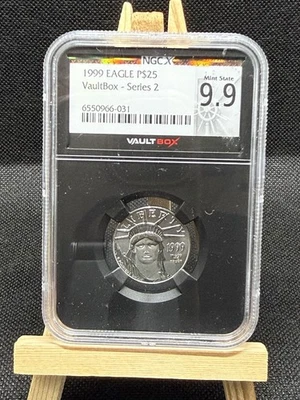 NGCX
1999 EAGLE P$25
VaultBox - Series 2
6550966-031
Mint State
9.9
VAULTBOX
LIBERTY
1999